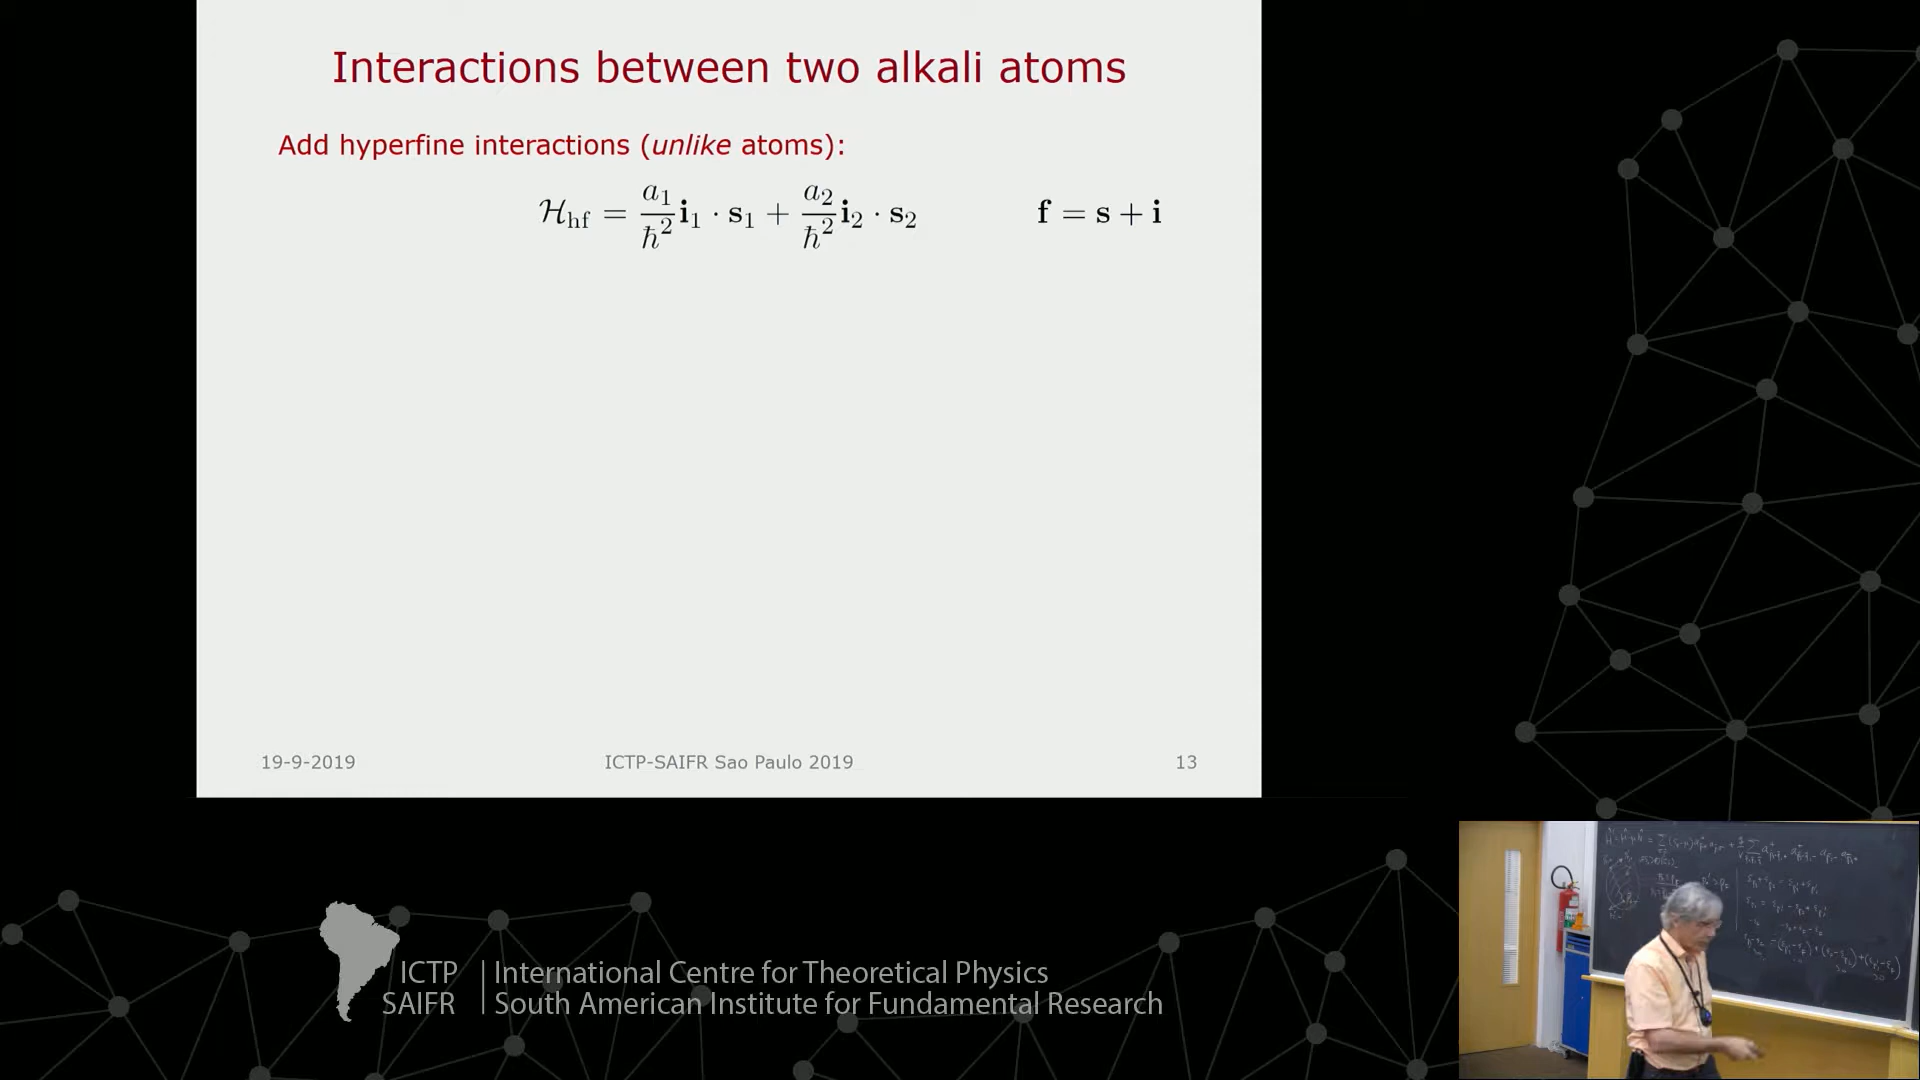 Interactions between two alkali atoms
Add hyperfine interactions (unlike atoms):
ℋ_hf = a₁/ħ² i₁ · s₁ + a₂/ħ² i₂ · s₂    f = s + i
19-9-2019    ICTP-SAIFR Sao Paulo 2019    13
ICTP | International Centre for Theoretical Physics
SAIFR | South American Institute for Fundamental Research